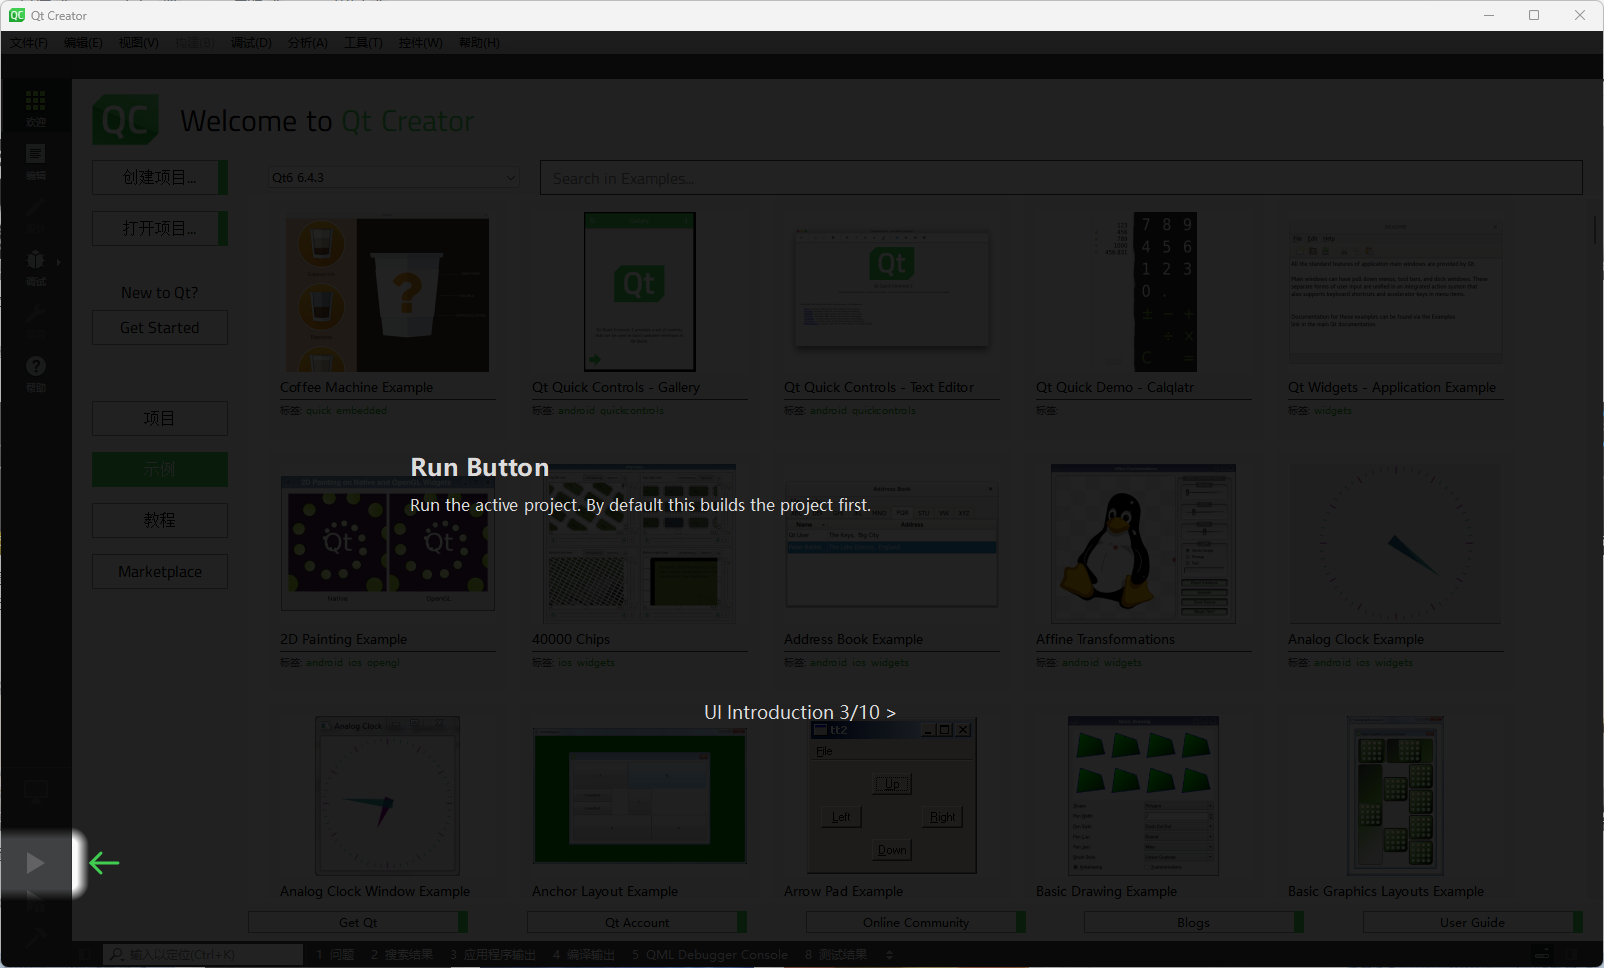 Qt Creator
文件(F) 编辑(E) 视图(V) 构建(B) 调试(D) 分析(A) 工具(T) 控件(W) 帮助(H)
欢迎
QC
Welcome to Qt Creator
编辑
创建项目...
Qt6 6.4.3
Search in Examples...
打开项目...
调试
New to Qt?
Get Started
帮助
项目
示例
教程
Marketplace
Coffee Machine Example
标签: quick embedded
Qt Quick Controls - Gallery
标签: android quickcontrols
Qt Quick Controls - Text Editor
标签: android quickcontrols
Qt Quick Demo - Calqlatr
标签:
Qt Widgets - Application Example
标签: widgets
Run Button
Run the active project. By default this builds the project first.
2D Painting Example
标签: android ios opengl
40000 Chips
标签: ios widgets
Address Book Example
标签: android ios widgets
Affine Transformations
标签: android widgets
Analog Clock Example
标签: android ios widgets
UI Introduction 3/10 >
Analog Clock
tt2
File
Up
Left
Right
Down
Analog Clock Window Example
Anchor Layout Example
Arrow Pad Example
Basic Drawing Example
Basic Graphics Layouts Example
Get Qt
Qt Account
Online Community
Blogs
User Guide
输入以定位(Ctrl+K)
1 问题
2 搜索结果
3 应用程序输出
4 编译输出
5 QML Debugger Console
8 测试结果